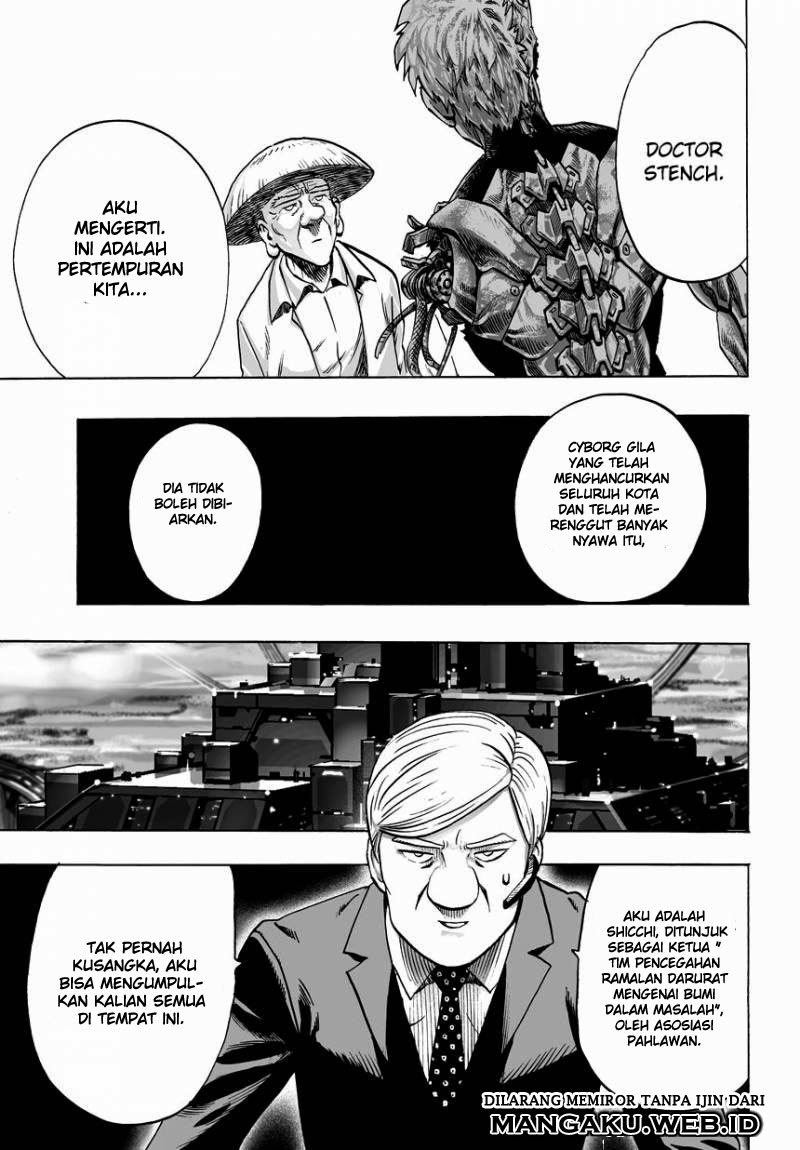 DOCTOR
STENCH.
AKU
MENGERTI.
INI ADALAH
PERTEMPURAN
KITA...
CYBORG GILA
YANG TELAH
MENGHANCURKAN
SELURUH KOTA
DAN TELAH ME-
RENGGUT BANYAK
NYAWA ITU,
DIA TIDAK
BOLEH DIBI-
ARKAN.
AKU ADALAH
SHICCHI, DITUNJUK
SEBAGAI KETUA "
TIM PENCEGAHAN
RAMALAN DARURAT
MENGENAI BUMI
DALAM MASALAH",
OLEH ASOSIASI
PAHLAWAN.
TAK PERNAH
KUSANGKA, AKU
BISA MENGUMPUL-
KAN KALIAN SEMUA
DI TEMPAT INI.
DILARANG MEMIROR TANPA IJIN DARI
MANGAKU.WEB.ID